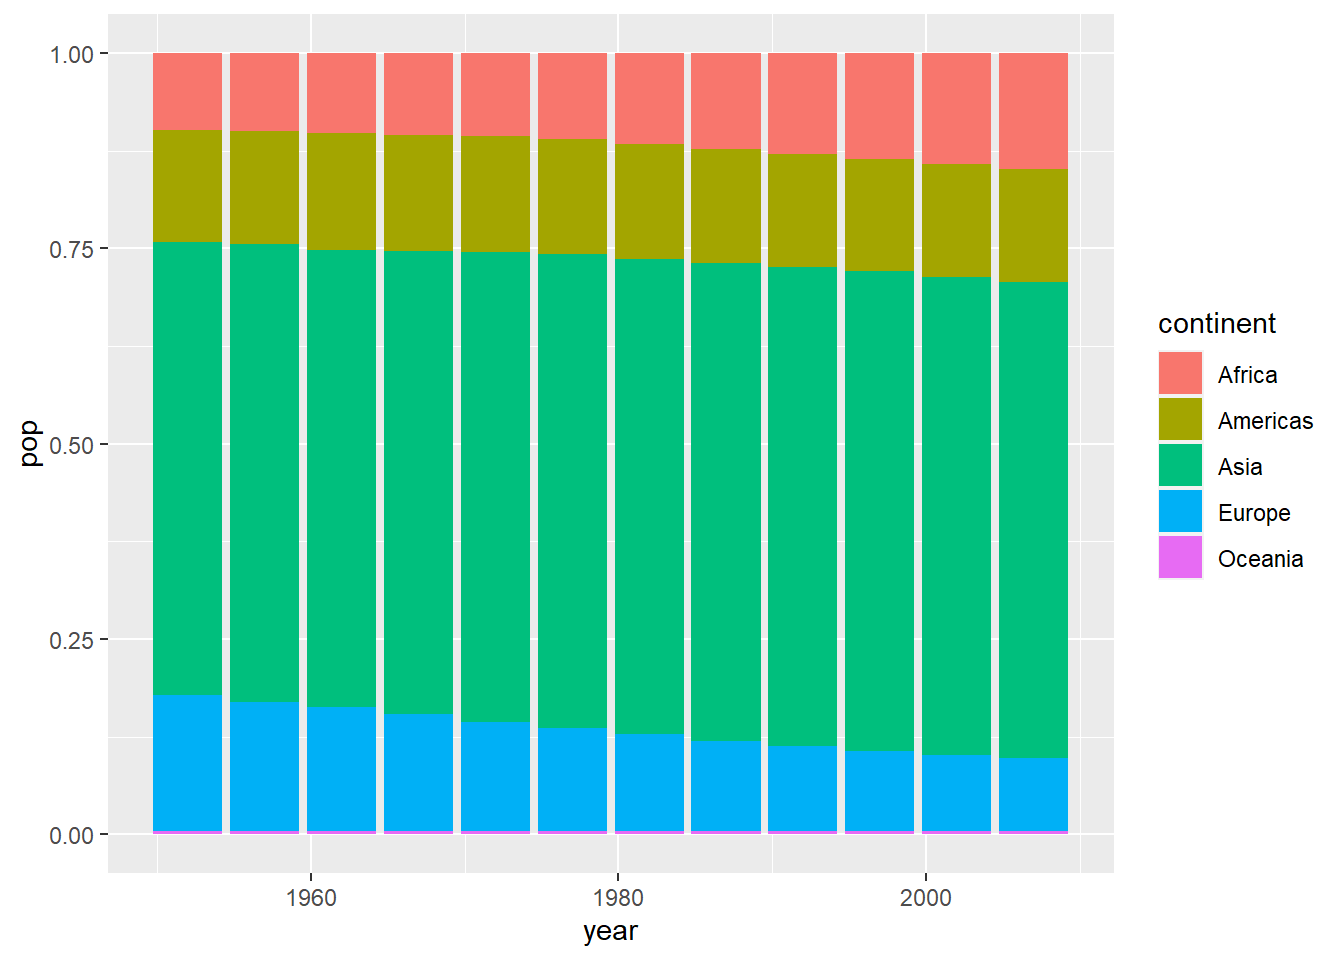 1.00
0.75
0.50
0.25
0.00
pop
1960
1980
2000
year
continent
Africa
Americas
Asia
Europe
Oceania